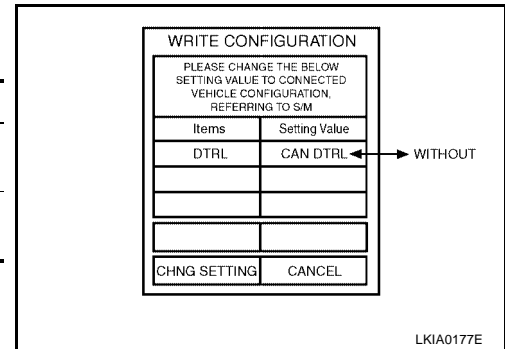 WRITE CONFIGURATION
PLEASE CHANGE THE BELOW
SETTING VALUE TO CONNECTED
VEHICLE CONFIGURATION,
REFERRING TO S/M
Items Setting Value
DTRL CAN DTRL WITHOUT
CHNG SETTING CANCEL
LKIA0177E